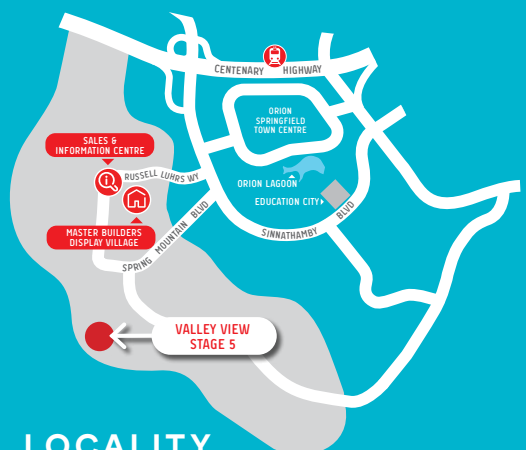 CENTENARY HIGHWAY
ORION
SPRINGFIELD
TOWN CENTRE
SALES &
INFORMATION CENTRE
RUSSELL LUHRS WY
ORION LAGOON
EDUCATION CITY
MASTER BUILDERS
DISPLAY VILLAGE
SPRING MOUNTAIN BLVD
SINNATHAMBY BLVD
VALLEY VIEW
STAGE 5
LOCALITY